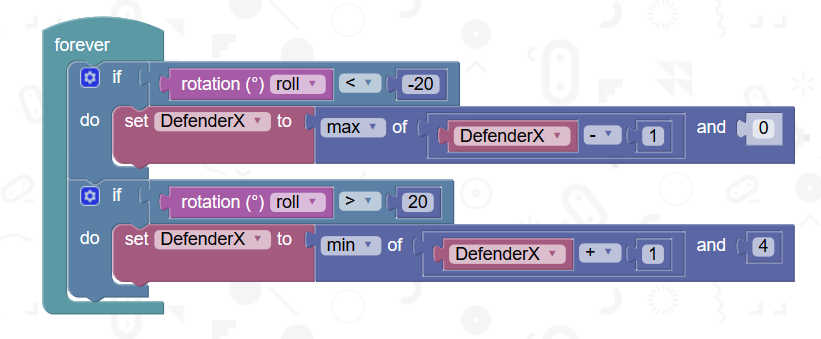 forever
if rotation (°) roll < -20
do set DefenderX to max of DefenderX - 1 and 0
if rotation (°) roll > 20
do set DefenderX to min of DefenderX + 1 and 4